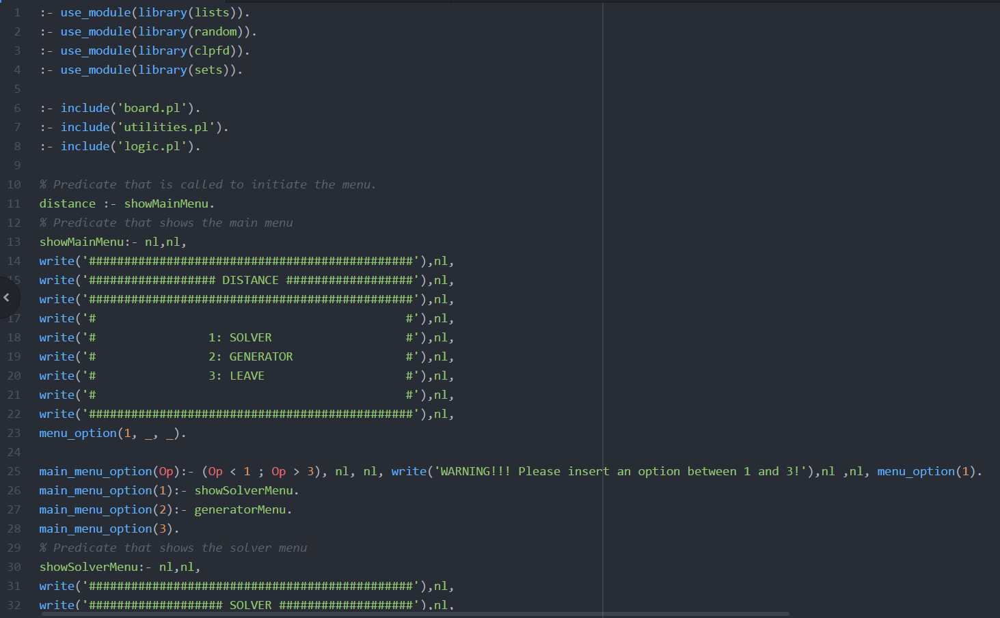 1 :- use_module(library(lists)).
2 :- use_module(library(random)).
3 :- use_module(library(clpfd)).
4 :- use_module(library(sets)).
5
6 :- include('board.pl').
7 :- include('utilities.pl').
8 :- include('logic.pl').
9
10 % Predicate that is called to initiate the menu.
11 distance :- showMainMenu.
12 % Predicate that shows the main menu
13 showMainMenu:- nl,nl,
14 write('##############################################'),nl,
15 write('################## DISTANCE ##################'),nl,
write('##############################################'),nl,
17 write('#                                            #'),nl,
18 write('#                1: SOLVER                   #'),nl,
19 write('#                2: GENERATOR                #'),nl,
20 write('#                3: LEAVE                    #'),nl,
21 write('#                                            #'),nl,
22 write('##############################################'),nl,
23 menu_option(1, _, _).
24
25 main_menu_option(Op):- (Op < 1 ; Op > 3), nl, nl, write('WARNING!!! Please insert an option between 1 and 3!'),nl ,nl, menu_option(1).
26 main_menu_option(1):- showSolverMenu.
27 main_menu_option(2):- generatorMenu.
28 main_menu_option(3).
29 % Predicate that shows the solver menu
30 showSolverMenu:- nl,nl,
31 write('##############################################'),nl,
32 write('################### SOLVER ###################'),nl,